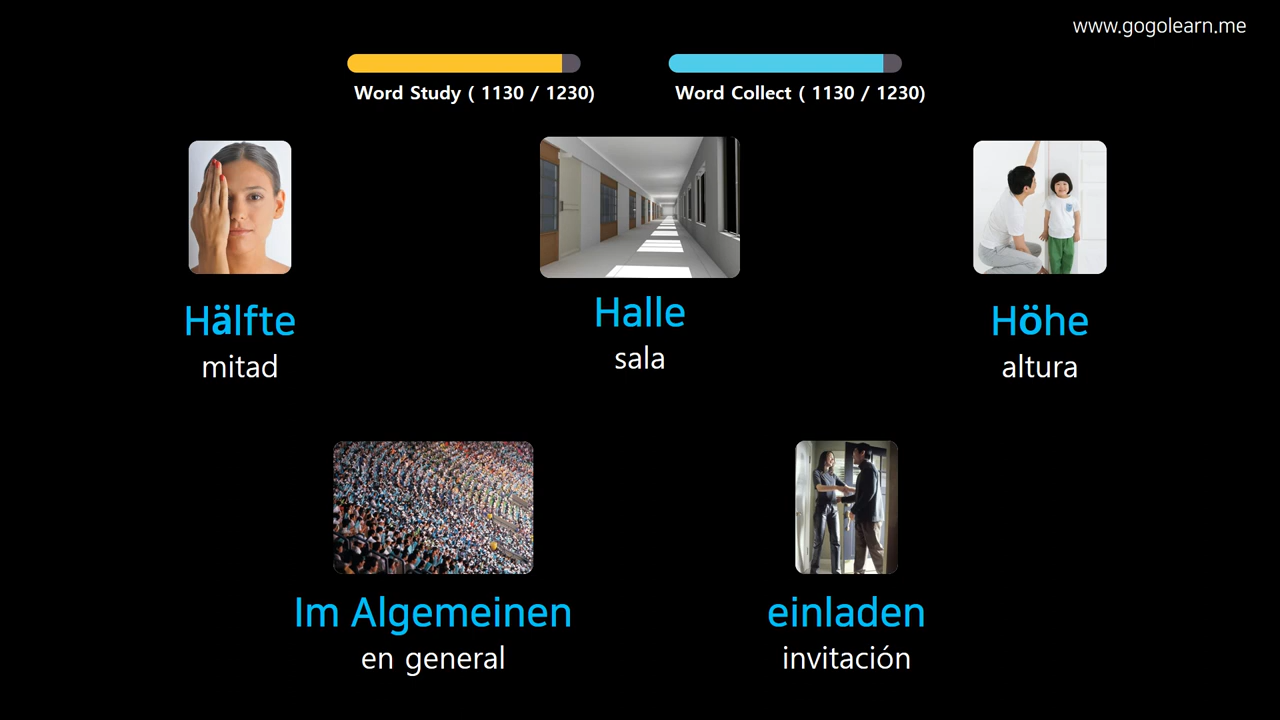 www.gogolearn.me
Word Study ( 1130 / 1230)
Word Collect ( 1130 / 1230)
Hälfte
mitad
Halle
sala
Höhe
altura
Im Algemeinen
en general
einladen
invitación